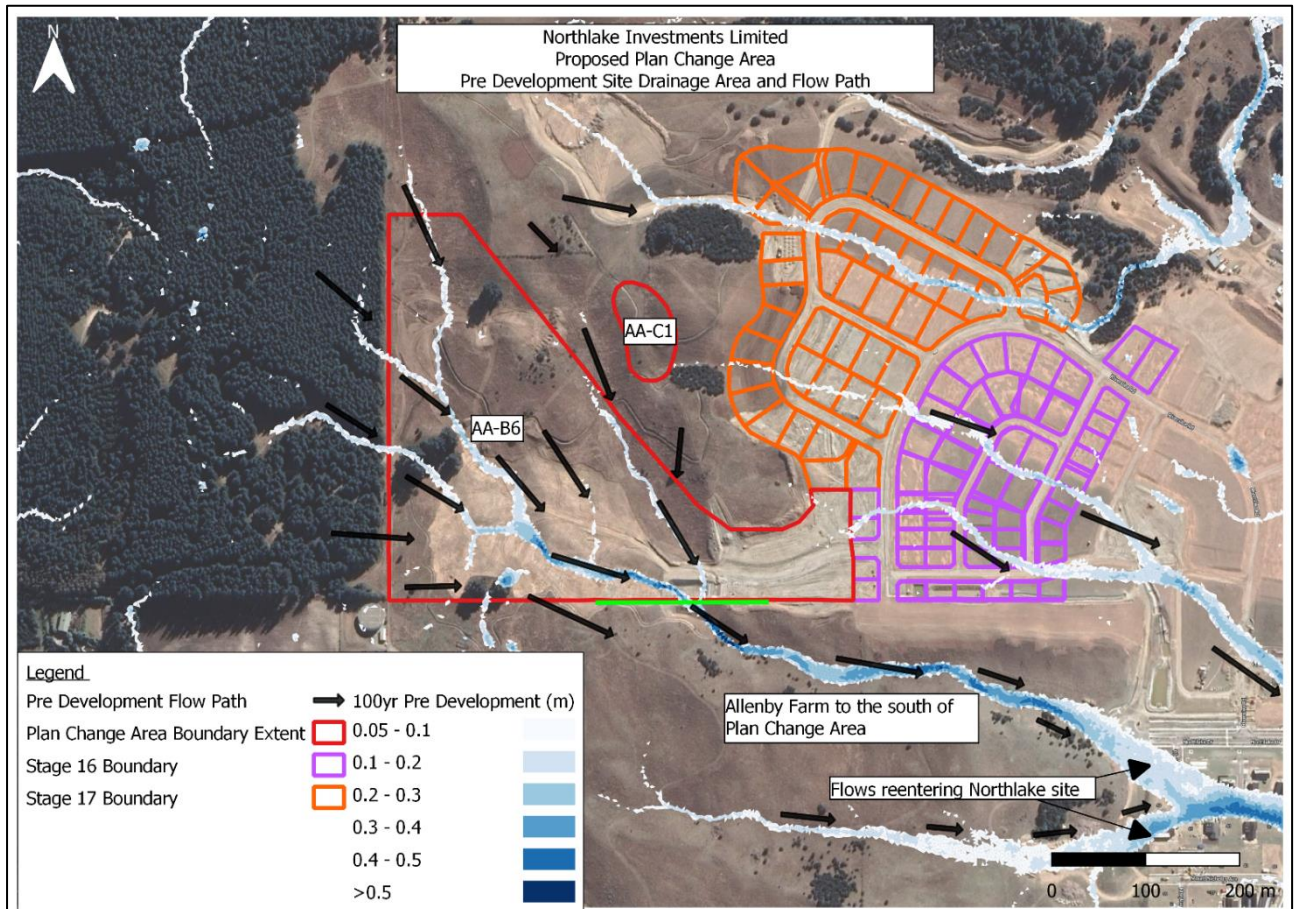 N
Northlake Investments Limited
Proposed Plan Change Area
Pre Development Site Drainage Area and Flow Path
AA-C1
AA-B6
Allenby Farm to the south of
Plan Change Area
Flows reentering Northlake site
Legend
Pre Development Flow Path
Plan Change Area Boundary Extent
Stage 16 Boundary
Stage 17 Boundary
100yr Pre Development (m)
0.05 - 0.1
0.1 - 0.2
0.2 - 0.3
0.3 - 0.4
0.4 - 0.5
>0.5
0 100 200 m